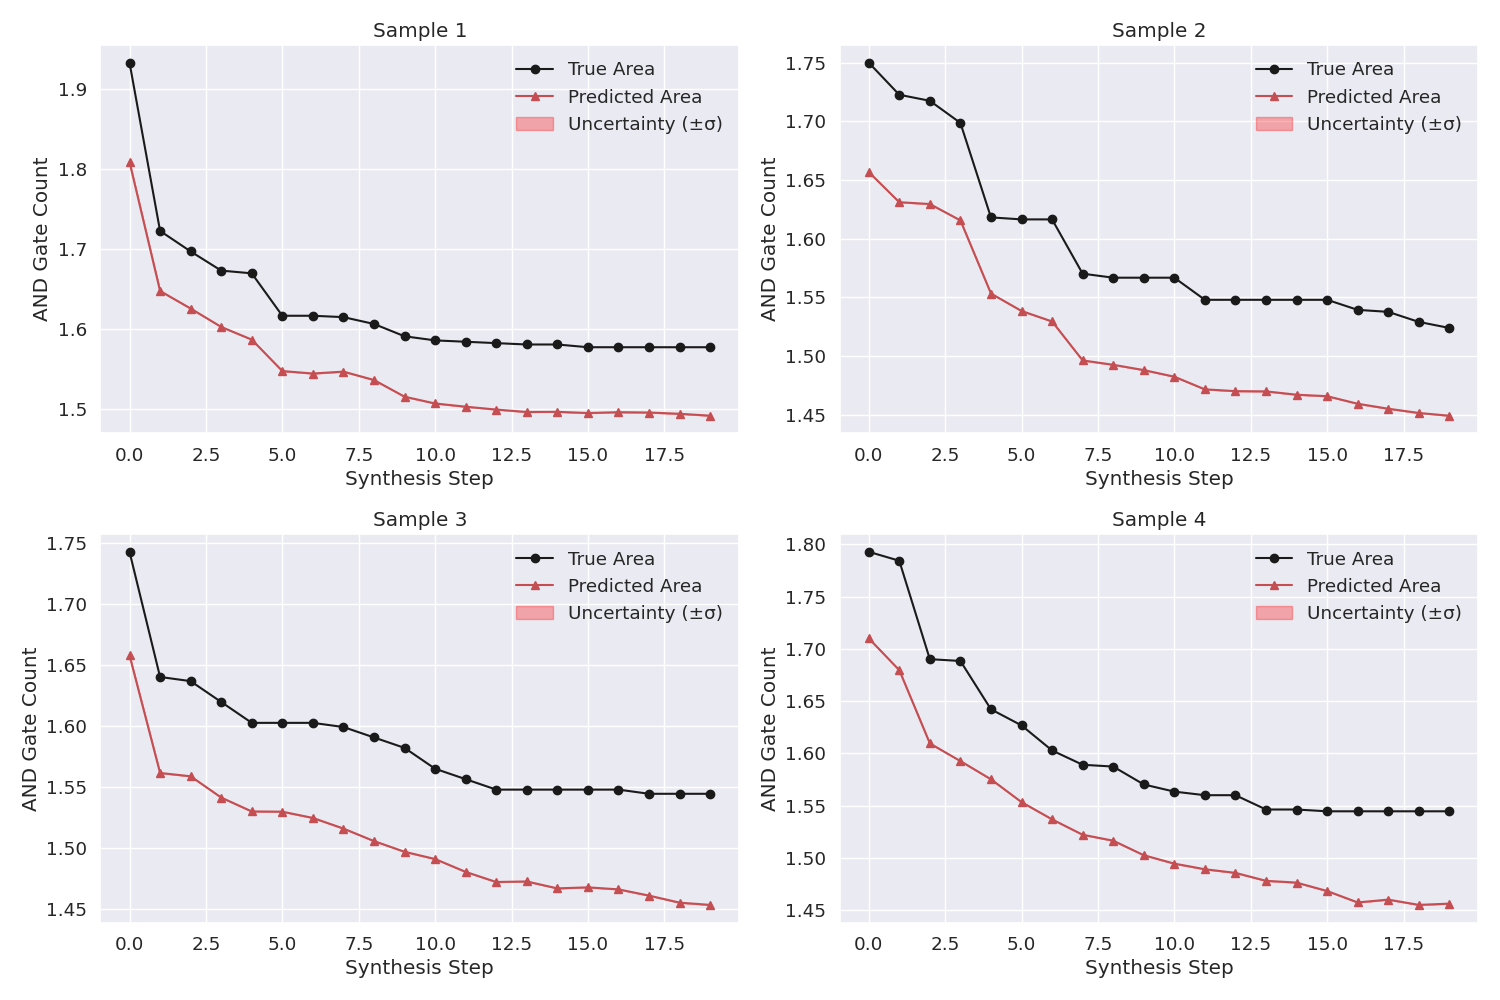 Sample 1
AND Gate Count
1.9
1.8
1.7
1.6
1.5
True Area
Predicted Area
Uncertainty (±σ)
0.0 2.5 5.0 7.5 10.0 12.5 15.0 17.5
Synthesis Step
Sample 2
AND Gate Count
1.75
1.70
1.65
1.60
1.55
1.50
1.45
True Area
Predicted Area
Uncertainty (±σ)
0.0 2.5 5.0 7.5 10.0 12.5 15.0 17.5
Synthesis Step
Sample 3
AND Gate Count
1.75
1.70
1.65
1.60
1.55
1.50
1.45
True Area
Predicted Area
Uncertainty (±σ)
0.0 2.5 5.0 7.5 10.0 12.5 15.0 17.5
Synthesis Step
Sample 4
AND Gate Count
1.80
1.75
1.70
1.65
1.60
1.55
1.50
1.45
True Area
Predicted Area
Uncertainty (±σ)
0.0 2.5 5.0 7.5 10.0 12.5 15.0 17.5
Synthesis Step